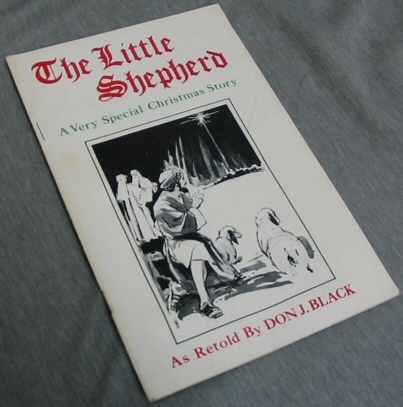 The Little
Shepherd
A Very Special Christmas Story
As Retold By DON J. BLACK